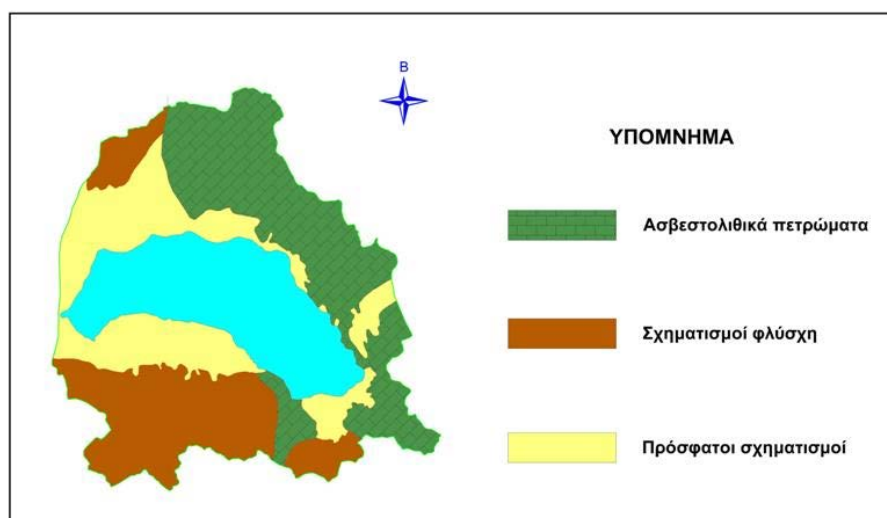 Β
ΥΠΟΜΝΗΜΑ
Ασβεστολιθικά πετρώματα
Σχηματισμοί φλύσχη
Πρόσφατοι σχηματισμοί